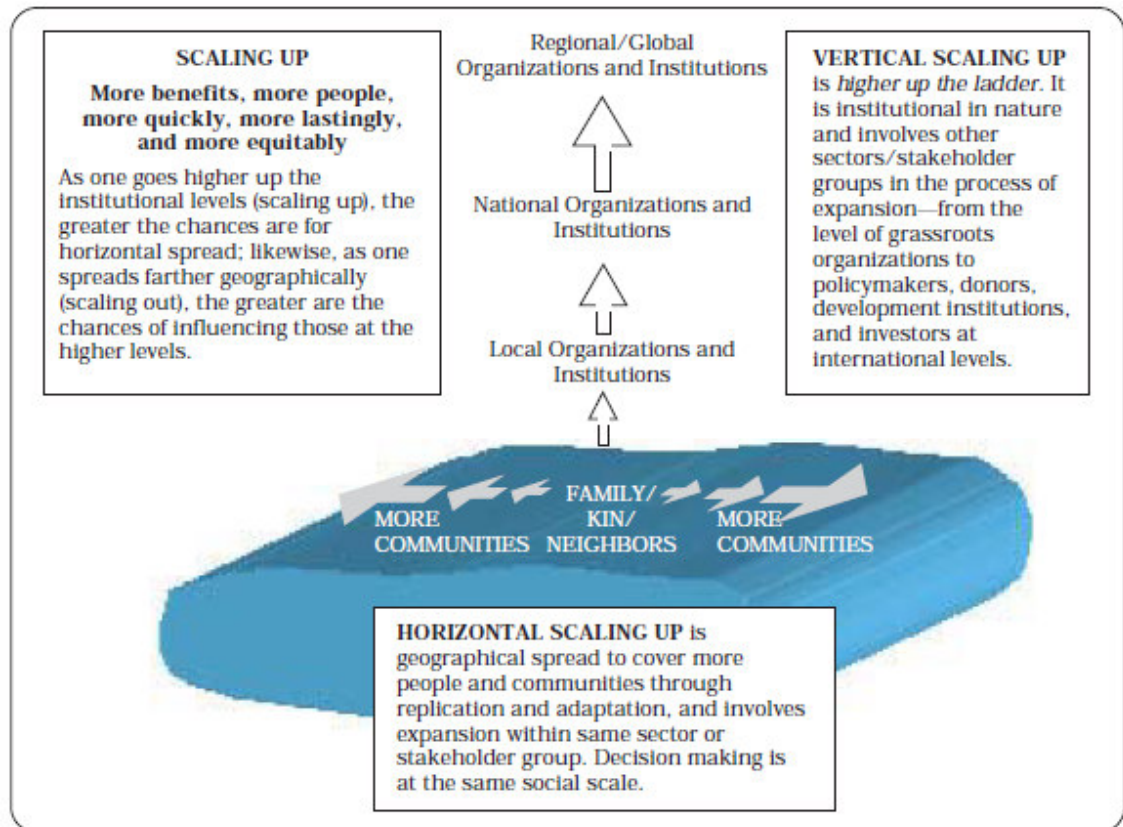 SCALING UP
More benefits, more people,
more quickly, more lastingly,
and more equitably
As one goes higher up the
institutional levels (scaling up), the
greater the chances are for
horizontal spread; likewise, as one
spreads farther geographically
(scaling out), the greater are the
chances of influencing those at the
higher levels.
Regional/Global
Organizations and Institutions
National Organizations and
Institutions
Local Organizations and
Institutions
VERTICAL SCALING UP
is higher up the ladder. It
is institutional in nature
and involves other
sectors/stakeholder
groups in the process of
expansion—from the
level of grassroots
organizations to
policymakers, donors,
development institutions,
and investors at
international levels.
MORE
COMMUNITIES
FAMILY/
KIN/
NEIGHBORS
MORE
COMMUNITIES
HORIZONTAL SCALING UP is
geographical spread to cover more
people and communities through
replication and adaptation, and involves
expansion within same sector or
stakeholder group. Decision making is
at the same social scale.